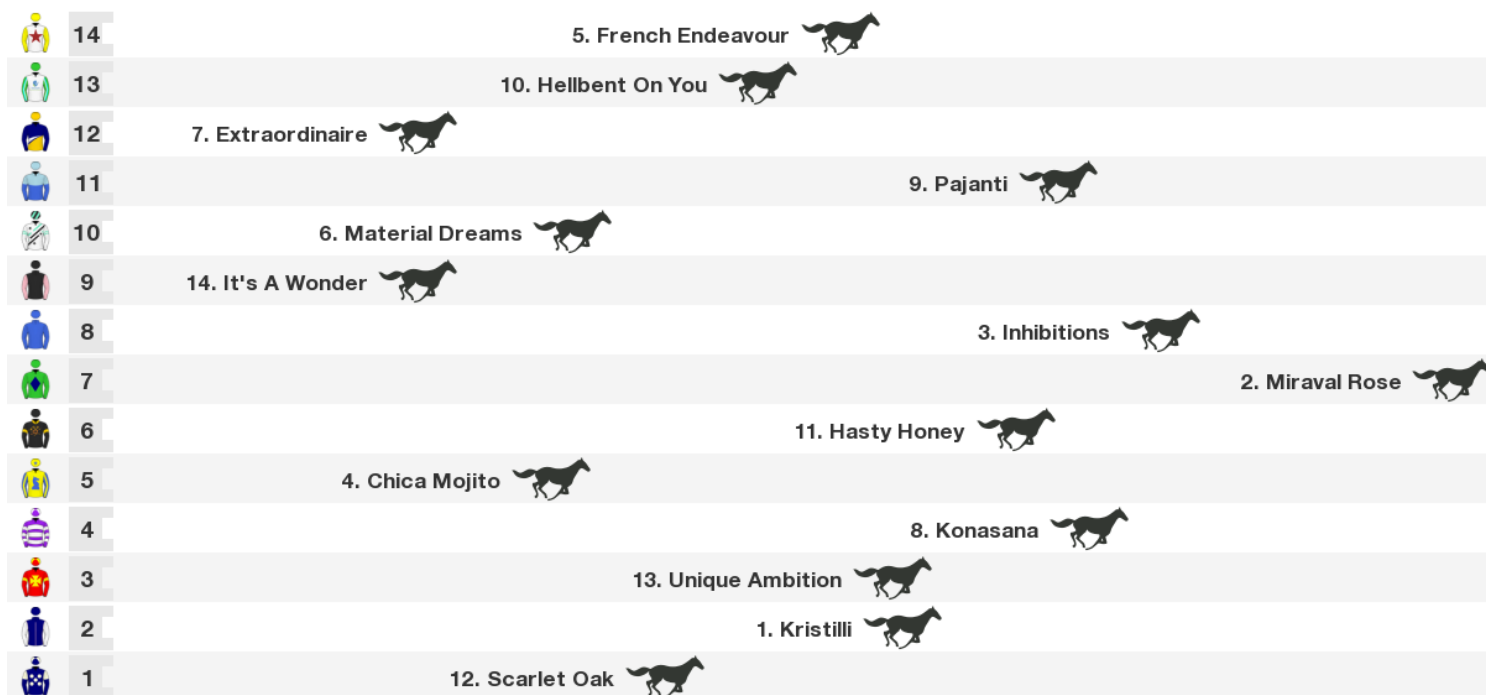 14 5. French Endeavour
13 10. Hellbent On You
12 7. Extraordinaire
11 9. Pajanti
10 6. Material Dreams
9 14. It's A Wonder
8 3. Inhibitions
7 2. Miraval Rose
6 11. Hasty Honey
5 4. Chica Mojito
4 8. Konasana
3 13. Unique Ambition
2 1. Kristilli
1 12. Scarlet Oak